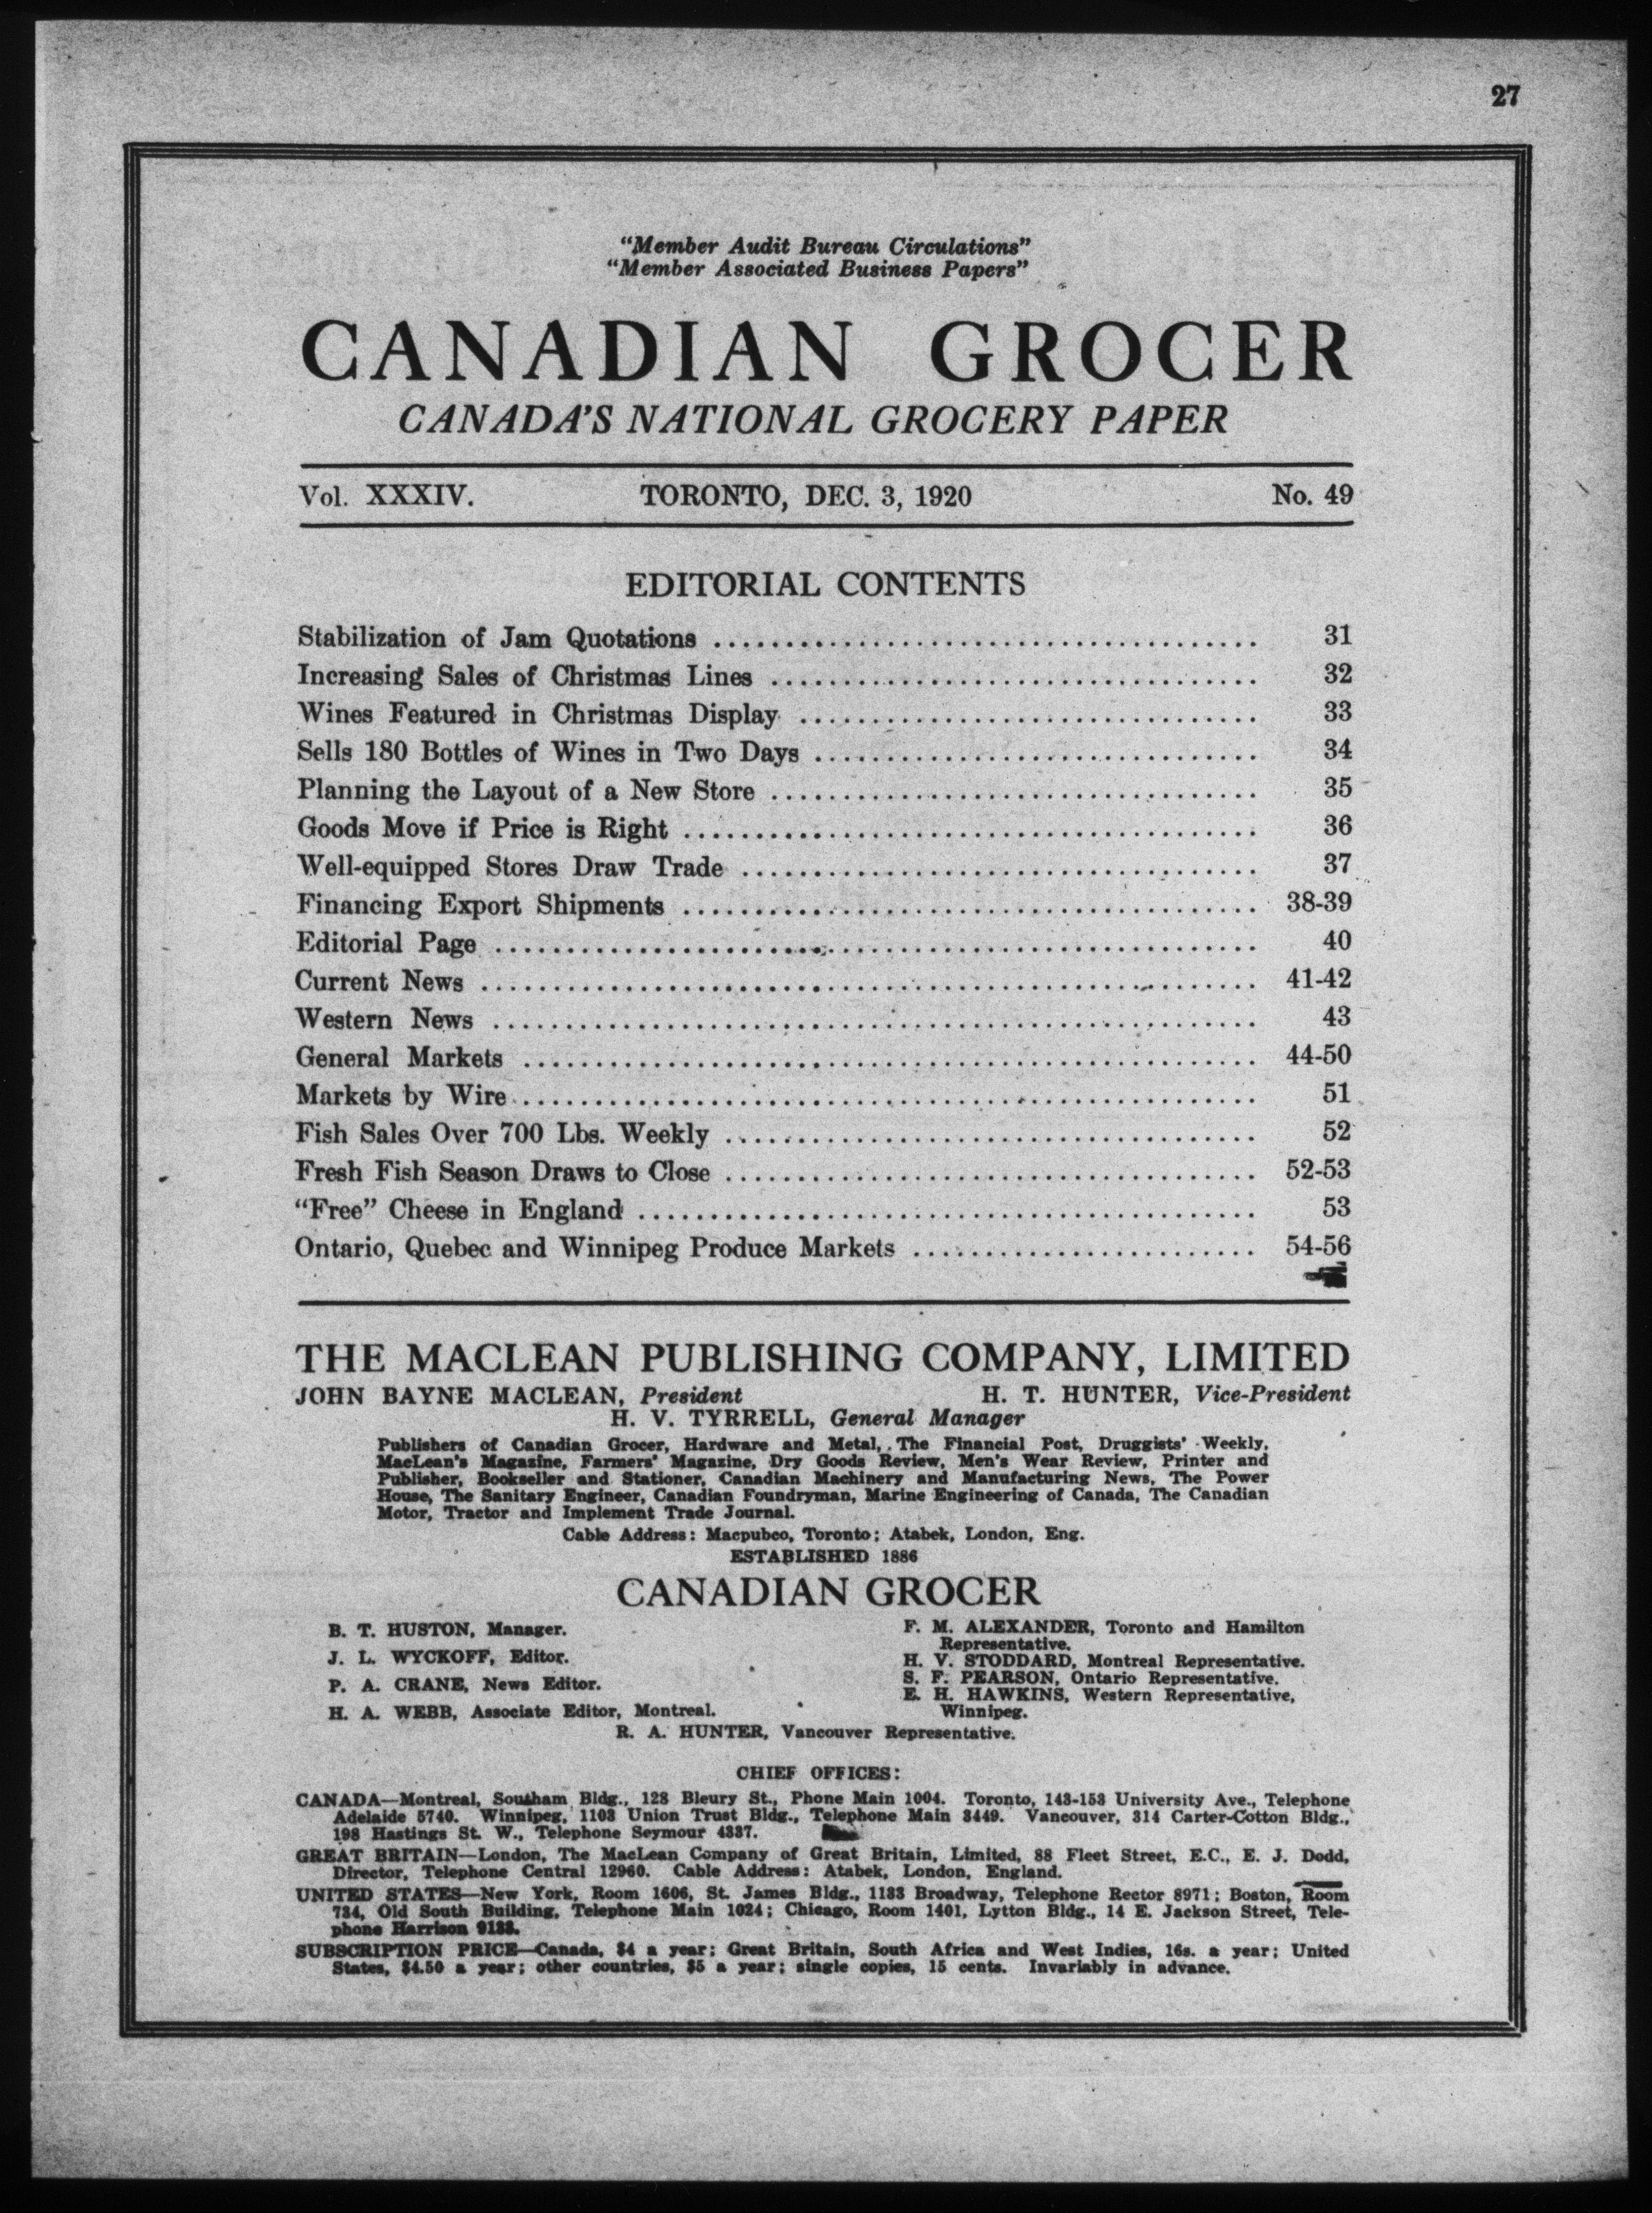 27
"Member Audit Bureau Circulations"
"Member Associated Business Papers"
CANADIAN GROCER
CANADA'S NATIONAL GROCERY PAPER
Vol. XXXIV. TORONTO, DEC. 3, 1920 No. 49
EDITORIAL CONTENTS
Stabilization of Jam Quotations ..................................... 31
Increasing Sales of Christmas Lines ................................. 32
Wines Featured in Christmas Display ................................ 33
Sells 180 Bottles of Wines in Two Days .............................. 34
Planning the Layout of a New Store ................................. 35
Goods Move if Price is Right ....................................... 36
Well-equipped Stores Draw Trade .................................... 37
Financing Export Shipments ........................................ 38-39
Editorial Page ..................................................... 40
Current News ...................................................... 41-42
Western News ..................................................... 43
General Markets ................................................... 44-50
Markets by Wire ................................................... 51
Fish Sales Over 700 Lbs. Weekly ..................................... 52
Fresh Fish Season Draws to Close ..................................... 52-53
"Free" Cheese in England ........................................... 53
Ontario, Quebec and Winnipeg Produce Markets ........................ 54-56
THE MACLEAN PUBLISHING COMPANY, LIMITED
JOHN BAYNE MACLEAN, President H. T. HUNTER, Vice-President
H. V. TYRRELL, General Manager
Publishers of Canadian Grocer, Hardware and Metal, The Financial Post, Druggists' Weekly,
MacLean's Magazine, Farmers' Magazine, Dry Goods Review, Men's Wear Review, Printer and
Publisher, Bookseller and Stationer, Canadian Machinery and Manufacturing News, The Power
House, The Sanitary Engineer, Canadian Foundryman, Marine Engineering of Canada, The Canadian
Motor, Tractor and Implement Trade Journal.
Cable Address: Macpubco, Toronto; Atabek, London, Eng.
ESTABLISHED 1886
CANADIAN GROCER
B. T. HUSTON, Manager.
J. L. WYCKOFF, Editor.
P. A. CRANE, News Editor.
H. A. WEBB, Associate Editor, Montreal.
F. M. ALEXANDER, Toronto and Hamilton
Representative.
H. V. STODDARD, Montreal Representative.
S. F. PEARSON, Ontario Representative.
E. H. HAWKINS, Western Representative,
Winnipeg.
R. A. HUNTER, Vancouver Representative.
CHIEF OFFICES:
CANADA—Montreal, Southam Bldg., 128 Bleury St., Phone Main 1004. Toronto, 143-153 University Ave., Telephone
Adelaide 5740. Winnipeg, 1103 Union Trust Bldg., Telephone Main 3449. Vancouver, 314 Carter-Cotton Bldg.,
198 Hastings St. W., Telephone Seymour 4337.
GREAT BRITAIN—London, The MacLean Company of Great Britain, Limited, 88 Fleet Street, E.C., E. J. Dodd,
Director, Telephone Central 12960. Cable Address: Atabek, London, England.
UNITED STATES—New York, Room 1606, St. James Bldg., 1133 Broadway, Telephone Rector 8971; Boston, Room
734, Old South Building, Telephone Main 1024; Chicago, Room 1401, Lytton Bldg., 14 E. Jackson Street, Tele-
phone Harrison 9133.
SUBSCRIPTION PRICE—Canada, $4 a year; Great Britain, South Africa and West Indies, 16s. a year; United
States, $4.50 a year; other countries, $5 a year; single copies, 15 cents. Invariably in advance.